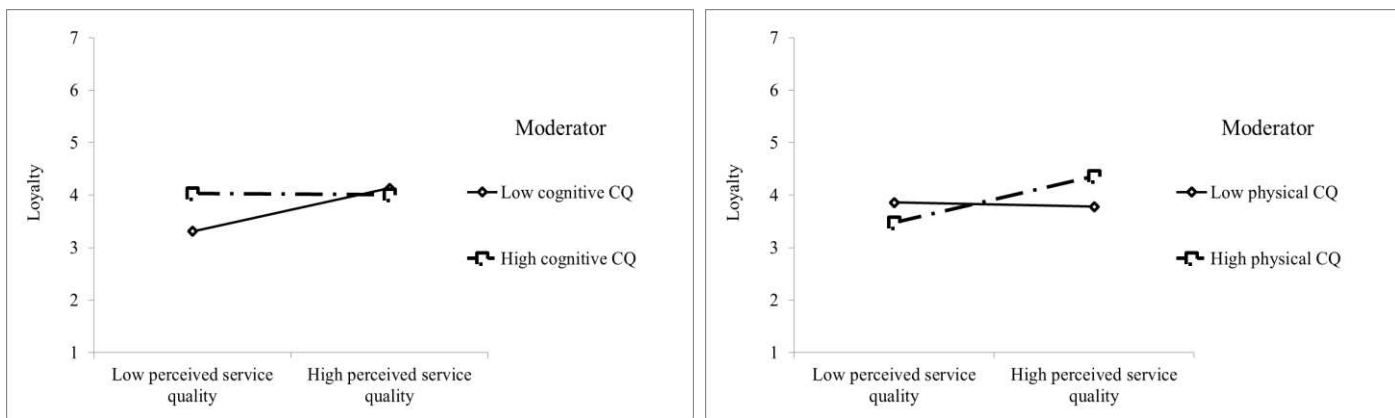 7
6
5
4
3
2
1
Loyalty
Low perceived service
quality
High perceived service
quality
Moderator
Low cognitive CQ
High cognitive CQ
7
6
5
4
3
2
1
Loyalty
Low perceived service
quality
High perceived service
quality
Moderator
Low physical CQ
High physical CQ